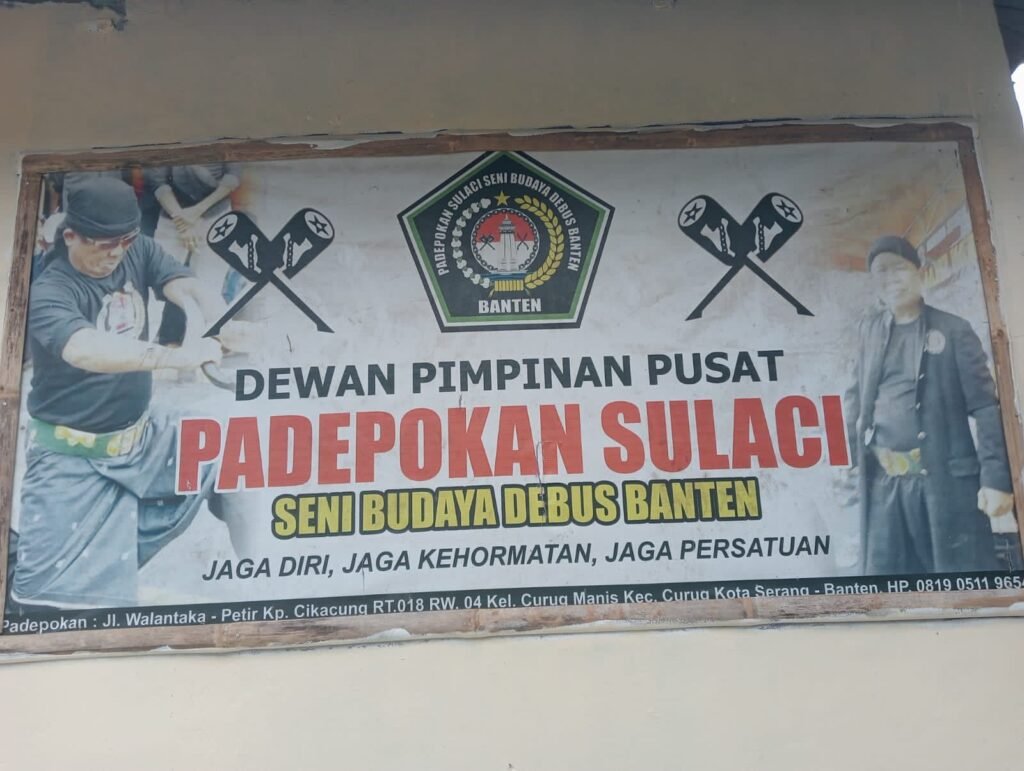 PADEPOKAN SULACI SENI BUDAYA DEBUS BANTEN
BANTEN
DEWAN PIMPINAN PUSAT
PADEPOKAN SULACI
SENI BUDAYA DEBUS BANTEN
JAGA DIRI, JAGA KEHORMATAN, JAGA PERSATUAN
Padepokan : Jl. Walantaka - Petir Kp. Cikacung RT.018 RW. 04 Kel. Curug Manis Kec. Curug Kota Serang - Banten. HP. 0819 0511 9654